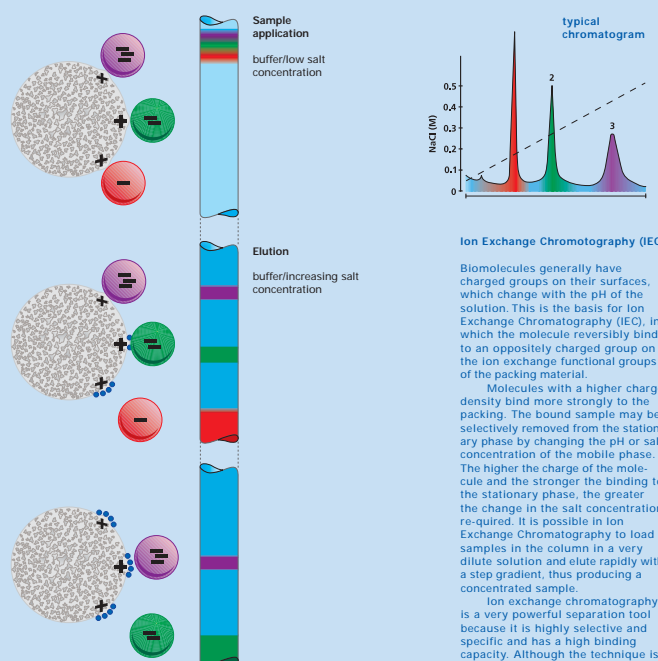 Sample
application
buffer/low salt
concentration
typical
chromatogram
2
3
NaCl (M)
0.5
0.4
0.3
0.2
0.1
0
Elution
buffer/increasing salt
concentration
Ion Exchange Chromotography (IEC
Biomolecules generally have
charged groups on their surfaces,
which change with the pH of the
solution. This is the basis for Ion
Exchange Chromatography (IEC), in
which the molecule reversibly bind
to an oppositely charged group on
the ion exchange functional groups
of the packing material.
Molecules with a higher charg
density bind more strongly to the
packing. The bound sample may be
selectively removed from the station
ary phase by changing the pH or sal
concentration of the mobile phase.
The higher the charge of the mole-
cule and the stronger the binding to
the stationary phase, the greater
the change in the salt concentration
re-quired. It is possible in Ion
Exchange Chromatography to load
samples in the column in a very
dilute solution and elute rapidly with
a step gradient, thus producing a
concentrated sample.
Ion exchange chromatography
is a very powerful separation tool
because it is highly selective and
specific and has a high binding
capacity. Although the technique is